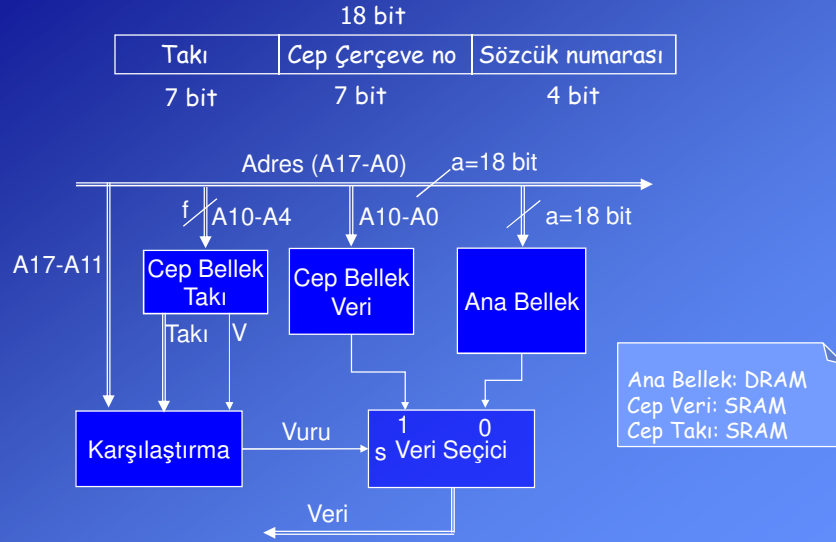 18 bit
Takı Cep Çerçeve no Sözcük numarası
7 bit 7 bit 4 bit
Adres (A17-A0) a=18 bit
f A10-A4 A10-A0 a=18 bit
A17-A11
Cep Bellek
Takı
Cep Bellek
Veri
Ana Bellek
Takı V
Ana Bellek: DRAM
Cep Veri: SRAM
Cep Takı: SRAM
Karşılaştırma
Vuru
1 0
s Veri Seçici
Veri